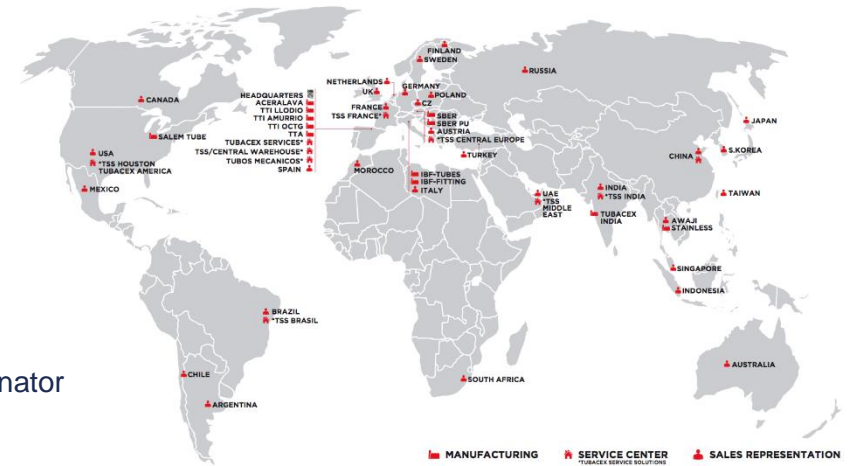 FINLAND
SWEDEN
RUSSIA
NETHERLANDS
GERMANY
UK
POLAND
HEADQUARTERS
ACERALAVA
TTI LLODIO
TTI AMURRIO
TTI OCTG
TTA
TUBACEX SERVICES*
TSS/CENTRAL WAREHOUSE*
TUBOS MECANICOS*
SPAIN
FRANCE
TSS FRANCE*
CZ
SBER
SBER PU
AUSTRIA
*TSS CENTRAL EUROPE
CANADA
SALEM TUBE
USA
*TSS HOUSTON
TUBACEX AMERICA
MEXICO
JAPAN
S.KOREA
CHINA
TURKEY
MOROCCO
IBF-TUBES
IBF-FITTING
ITALY
UAE
*TSS
MIDDLE
EAST
INDIA
*TSS INDIA
TUBACEX
INDIA
TAIWAN
AWAJI
STAINLESS
SINGAPORE
INDONESIA
BRAZIL
*TSS BRASIL
CHILE
ARGENTINA
SOUTH AFRICA
AUSTRALIA
nator
MANUFACTURING
SERVICE CENTER
*TUBACEX SERVICE SOLUTIONS
SALES REPRESENTATION